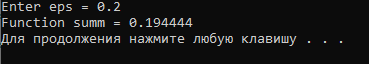 Enter eps = 0.2
Function summ = 0.194444
Для продолжения нажмите любую клавишу . . .